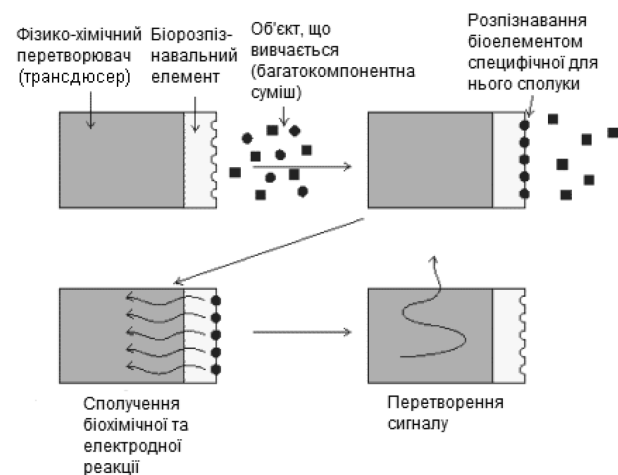 Фізико-хімічний
перетворювач
(трансдюсер)
Біорозпіз-
навальний
елемент
Об'єкт, що
вивчається
(багатокомпонентна
суміш)
Розпізнавання
біоелементом
специфічної для
нього сполуки
Сполучення
біохімічної та
електродної
реакції
Перетворення
сигналу